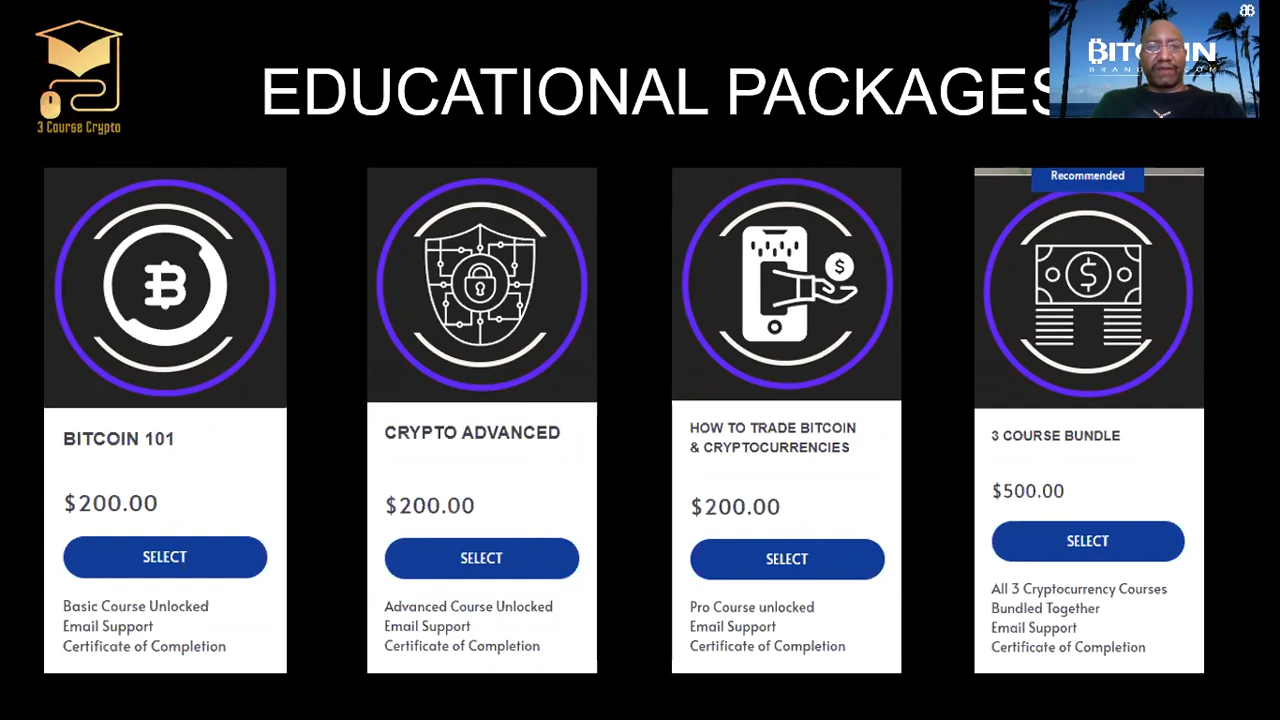 3 Course Crypto
EDUCATIONAL PACKAGES
Recommended
BITCOIN 101
$200.00
SELECT
Basic Course Unlocked
Email Support
Certificate of Completion
CRYPTO ADVANCED
$200.00
SELECT
Advanced Course Unlocked
Email Support
Certificate of Completion
HOW TO TRADE BITCOIN
& CRYPTOCURRENCIES
$200.00
SELECT
Pro Course unlocked
Email Support
Certificate of Completion
3 COURSE BUNDLE
$500.00
SELECT
All 3 Cryptocurrency Courses
Bundled Together
Email Support
Certificate of Completion